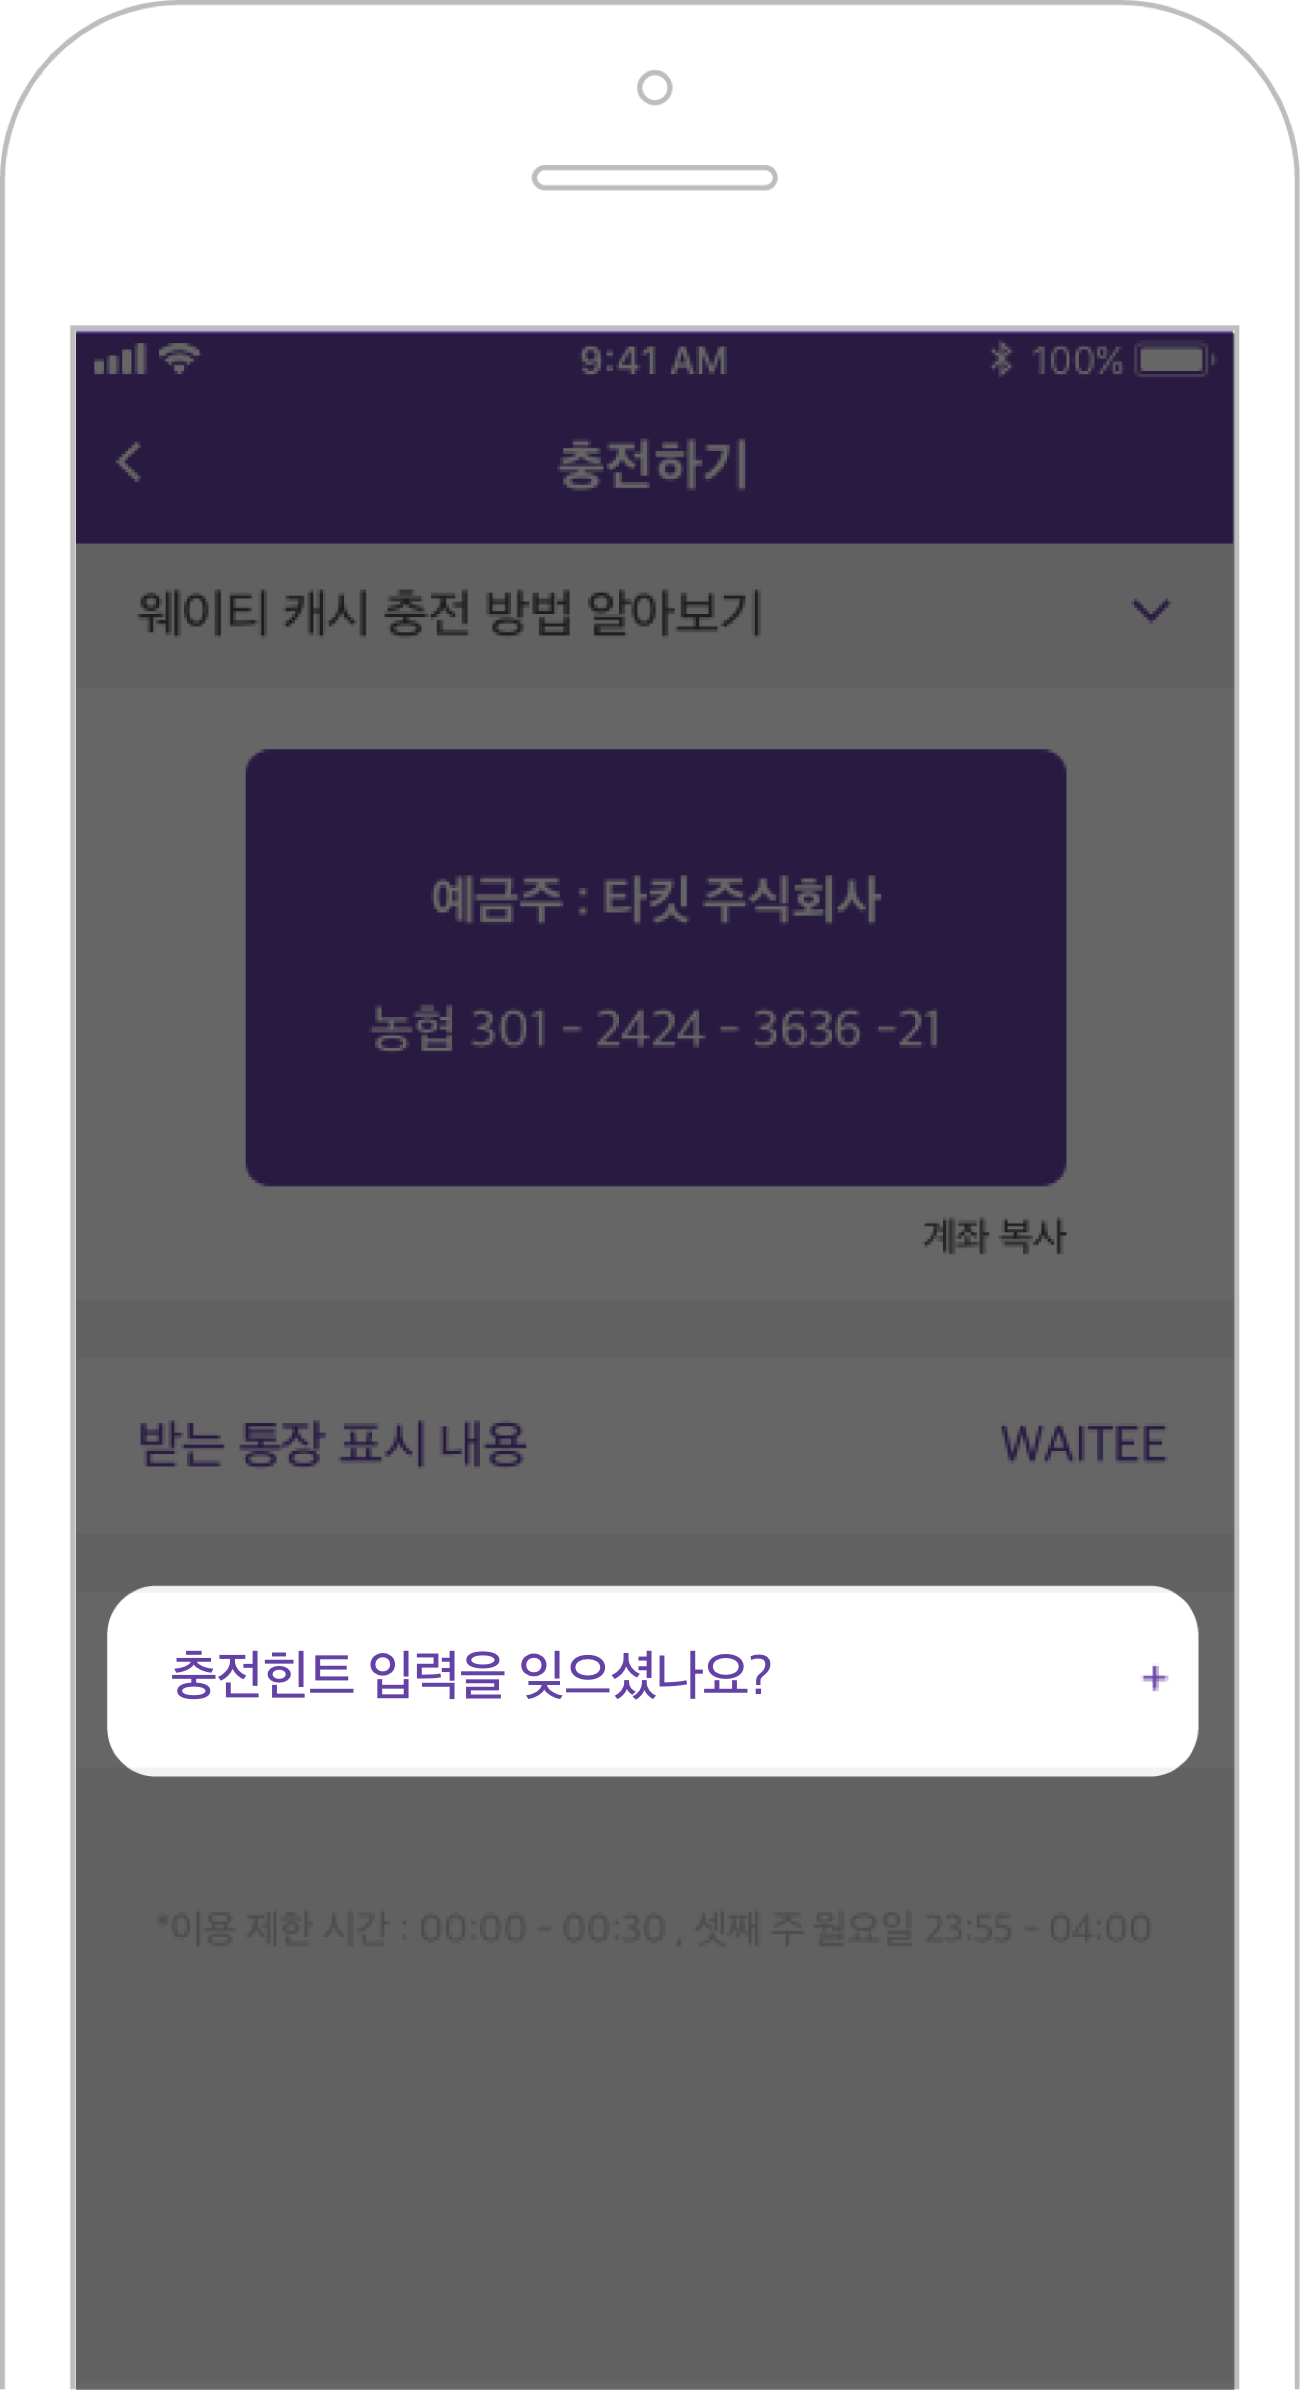 9:41 AM 100%
충전하기
웨이티 캐시 충전 방법 알아보기
예금주 : 타킷 주식회사
농협 301 - 2424 - 3636 -21
계좌 복사
받는 통장 표시 내용 WAITEE
충전힌트 입력을 잊으셨나요? +
*이용 제한 시간 : 00:00 - 00:30 , 셋째 주 월요일 23:55 - 04:00